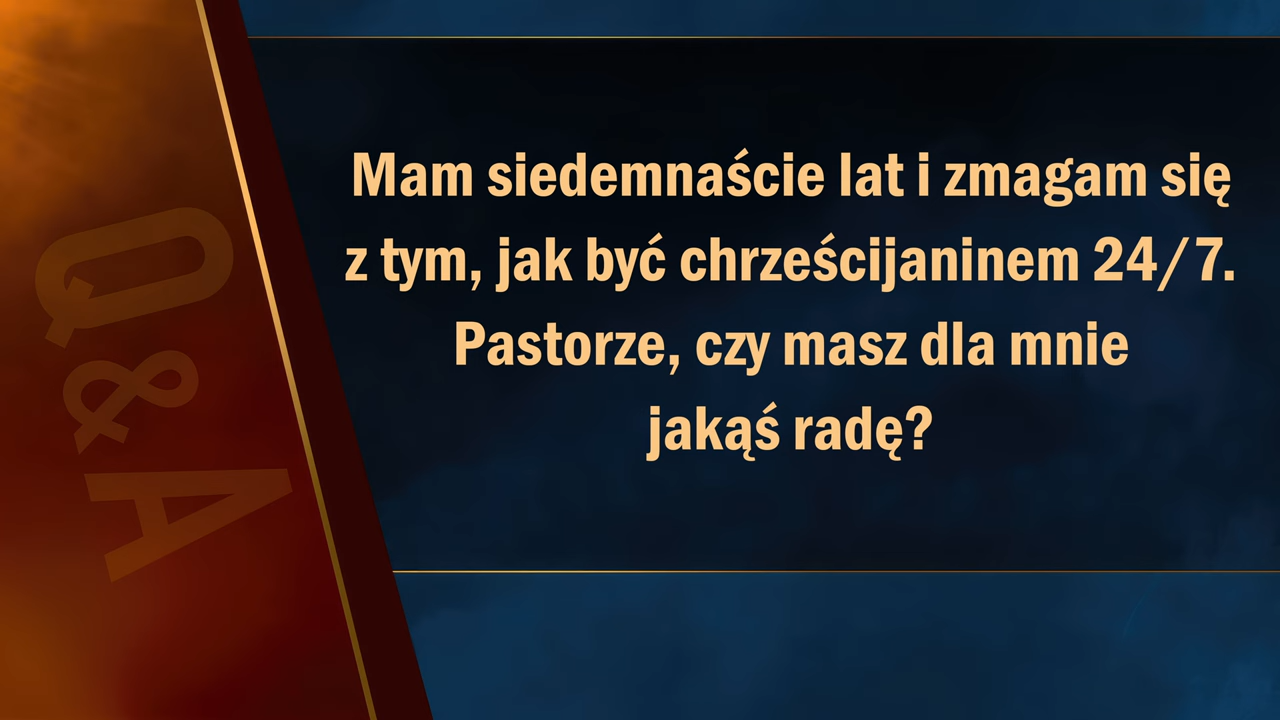 Q&A
Mam siedemnaście lat i zmagam się
z tym, jak być chrześcijaninem 24/7.
Pastorze, czy masz dla mnie
jakąś radę?